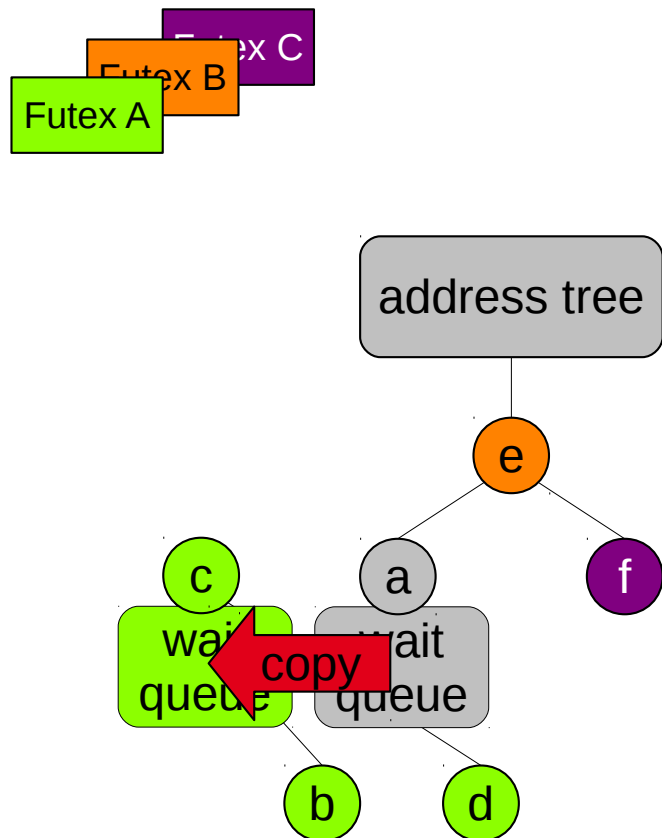 Futex C
Futex B
Futex A
address tree
e
c
a
f
wait
queue
copy
wait
queue
b
d